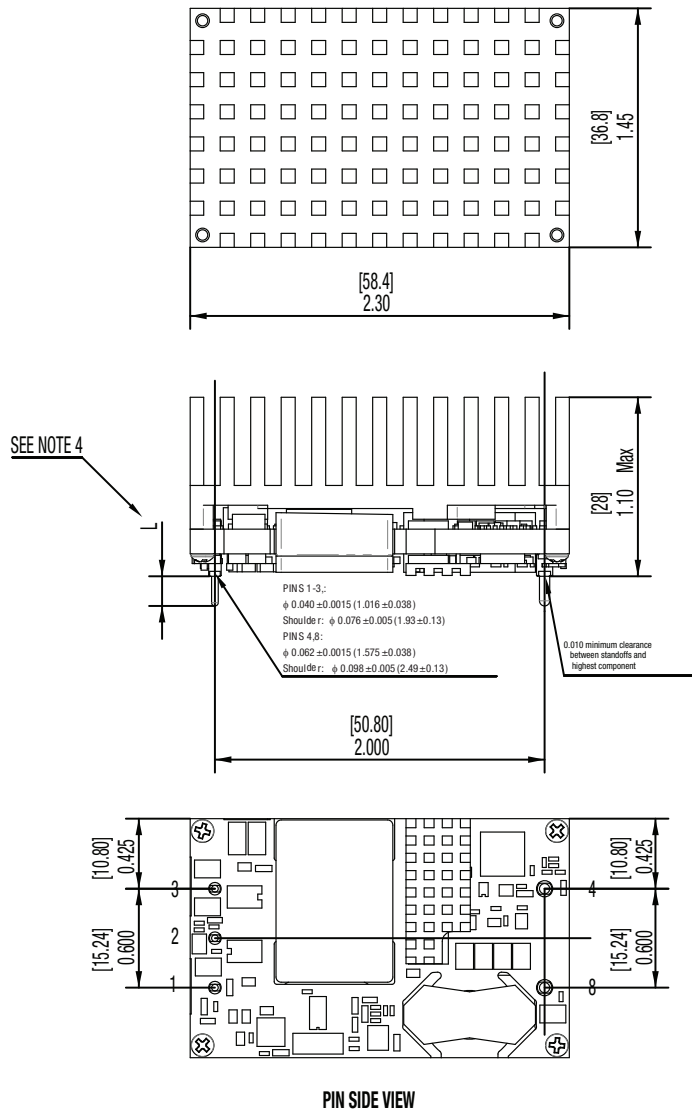 [36.8]
1.45
[58.4]
2.30
SEE NOTE 4
L
[28]
1.10 Max
PINS 1-3,:
ϕ 0.040 ±0.0015 (1.016 ±0.038)
Shoulder: ϕ 0.076 ±0.005 (1.93 ±0.13)
PINS 4,8:
ϕ 0.062 ±0.0015 (1.575 ±0.038)
Shoulder: ϕ 0.098 ±0.005 (2.49 ±0.13)
0.010 minimum clearance
between standoffs and
highest component
[50.80]
2.000
[10.80]
0.425
[15.24]
0.600
3
2
1
4
8
[10.80]
0.425
[15.24]
0.600
PIN SIDE VIEW